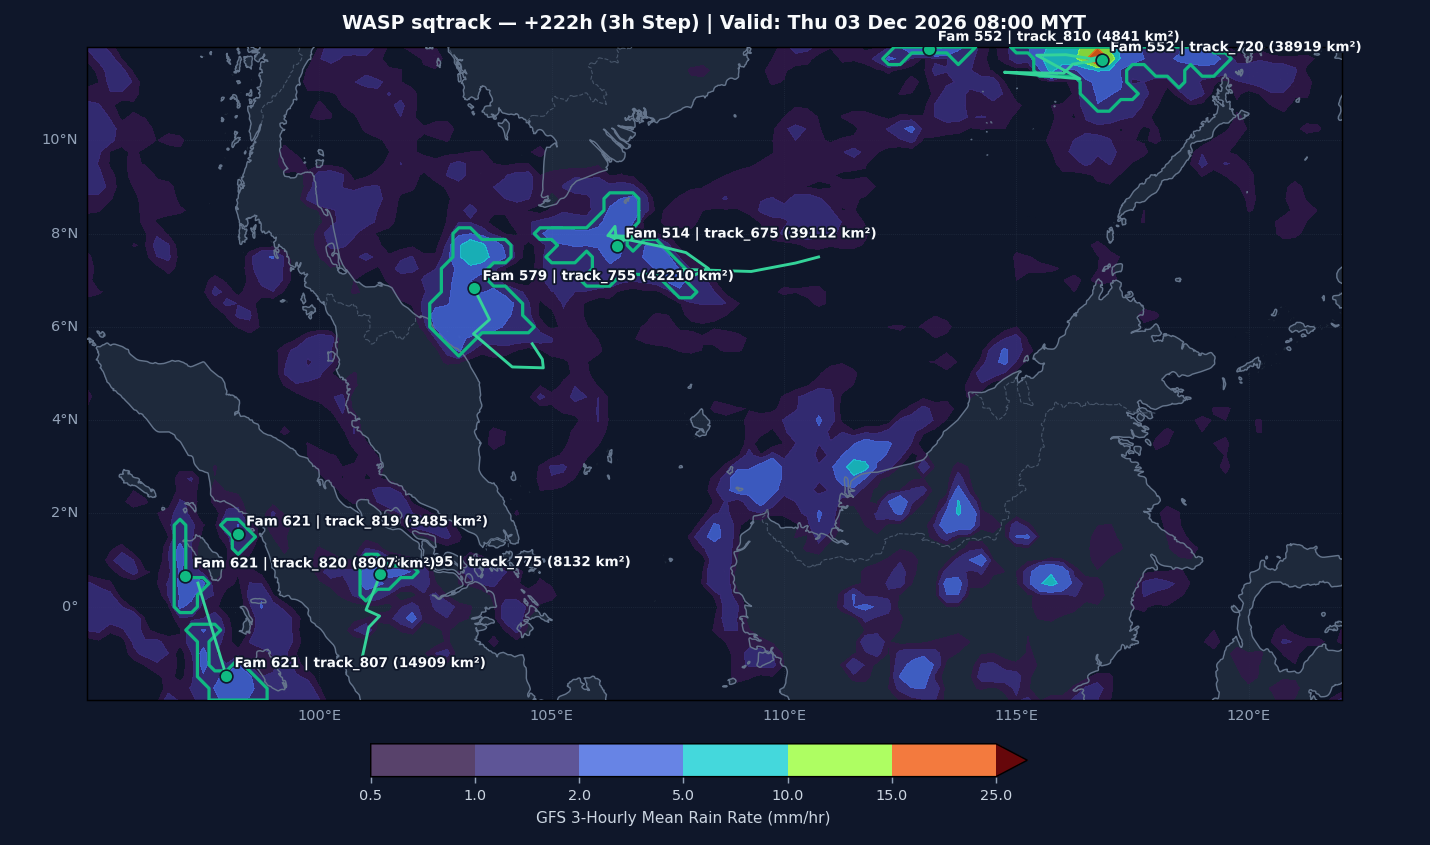 WASP sqtrack — +222h (3h Step) | Valid: Thu 03 Dec 2026 08:00 MYT
Fam 552 | track_810 (4841 km²)
Fam 552 | track_720 (38919 km²)
10°N
8°N
Fam 514 | track_675 (39112 km²)
Fam 579 | track_755 (42210 km²)
6°N
4°N
2°N
Fam 621 | track_819 (3485 km²)
Fam 621 | track_820 (8907 km²)
95 | track_775 (8132 km²)
0°
Fam 621 | track_807 (14909 km²)
100°E 105°E 110°E 115°E 120°E
0.5 1.0 2.0 5.0 10.0 15.0 25.0
GFS 3-Hourly Mean Rain Rate (mm/hr)